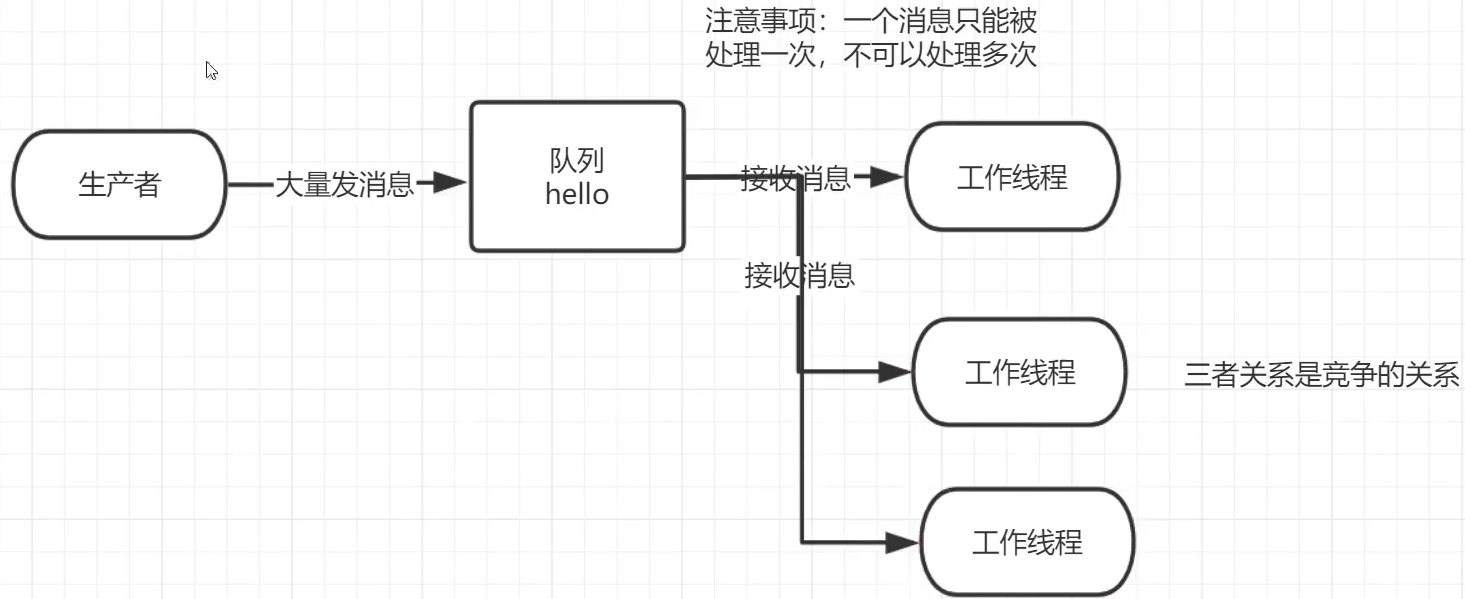 注意事项：一个消息只能被
处理一次，不可以处理多次
生产者
大量发消息
队列
hello
接收消息
工作线程
接收消息
工作线程
三者关系是竞争的关系
工作线程